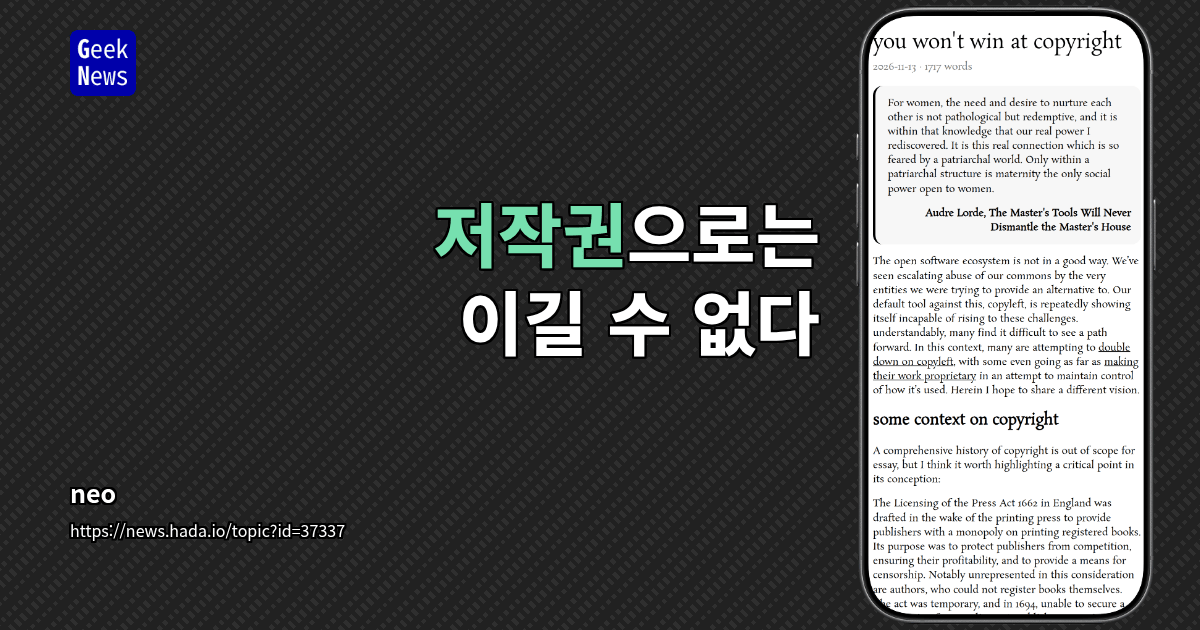 Geek
News
저작권으로는
이길 수 없다
neo
https://news.hada.io/topic?id=37337
you won't win at copyright
2026-11-13 · 1717 words
For women, the need and desire to nurture each
other is not pathological but redemptive, and it is
within that knowledge that our real power I
rediscovered. It is this real connection which is so
feared by a patriarchal world. Only within a
patriarchal structure is maternity the only social
power open to women.
Audre Lorde, The Master's Tools Will Never
Dismantle the Master's House
The open software ecosystem is not in a good way. We've
seen escalating abuse of our commons by the very
entities we were trying to provide an alternative to. Our
default tool against this, copyleft, is repeatedly showing
itself incapable of rising to these challenges.
understandably, many find it difficult to see a path
forward. In this context, many are attempting to double
down on copyleft, with some even going as far as making
their work proprietary in an attempt to maintain control
of how it's used. Herein I hope to share a different vision.
some context on copyright
A comprehensive history of copyright is out of scope for
essay, but I think it worth highlighting a critical point in
its conception:
The Licensing of the Press Act 1662 in England was
drafted in the wake of the printing press to provide
publishers with a monopoly on printing registered books.
Its purpose was to protect publishers from competition,
ensuring their profitability, and to provide a means for
censorship. Notably unrepresented in this consideration
are authors, who could not register books themselves.
The act was temporary, and in 1694, unable to secure a